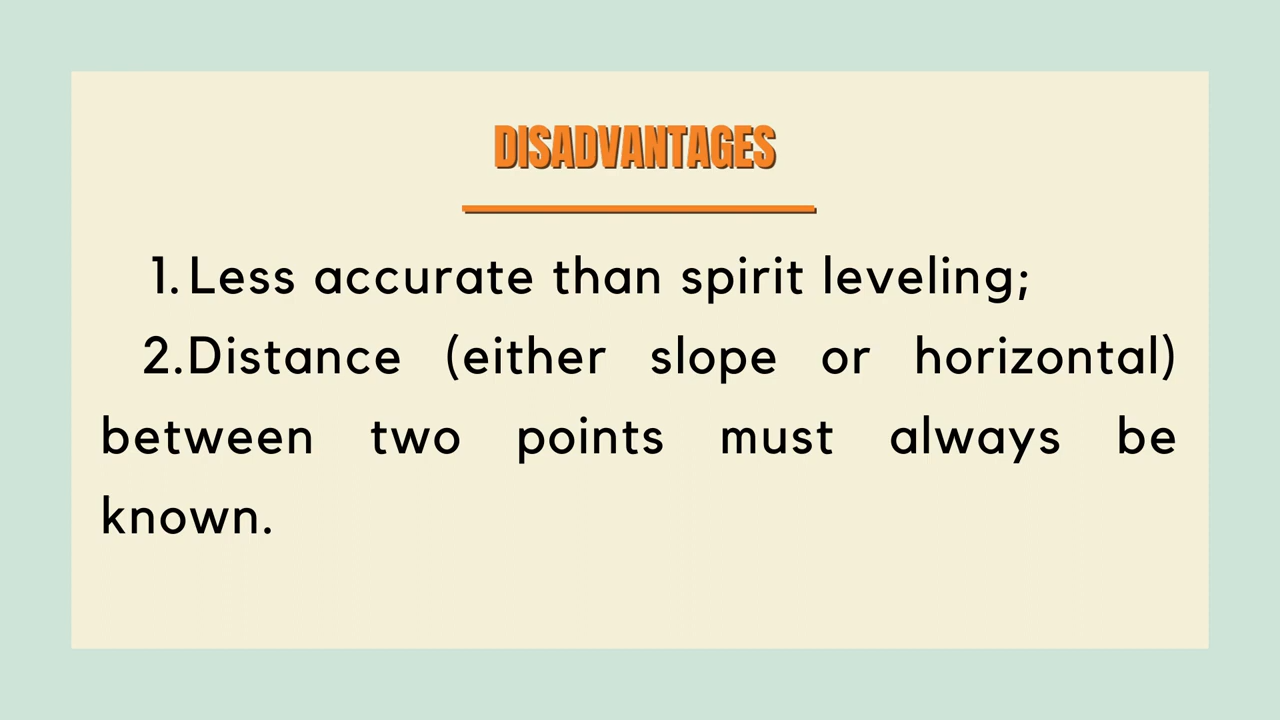 DISADVANTAGES
1. Less accurate than spirit leveling;
2.Distance (either slope or horizontal)
between two points must always be
known.